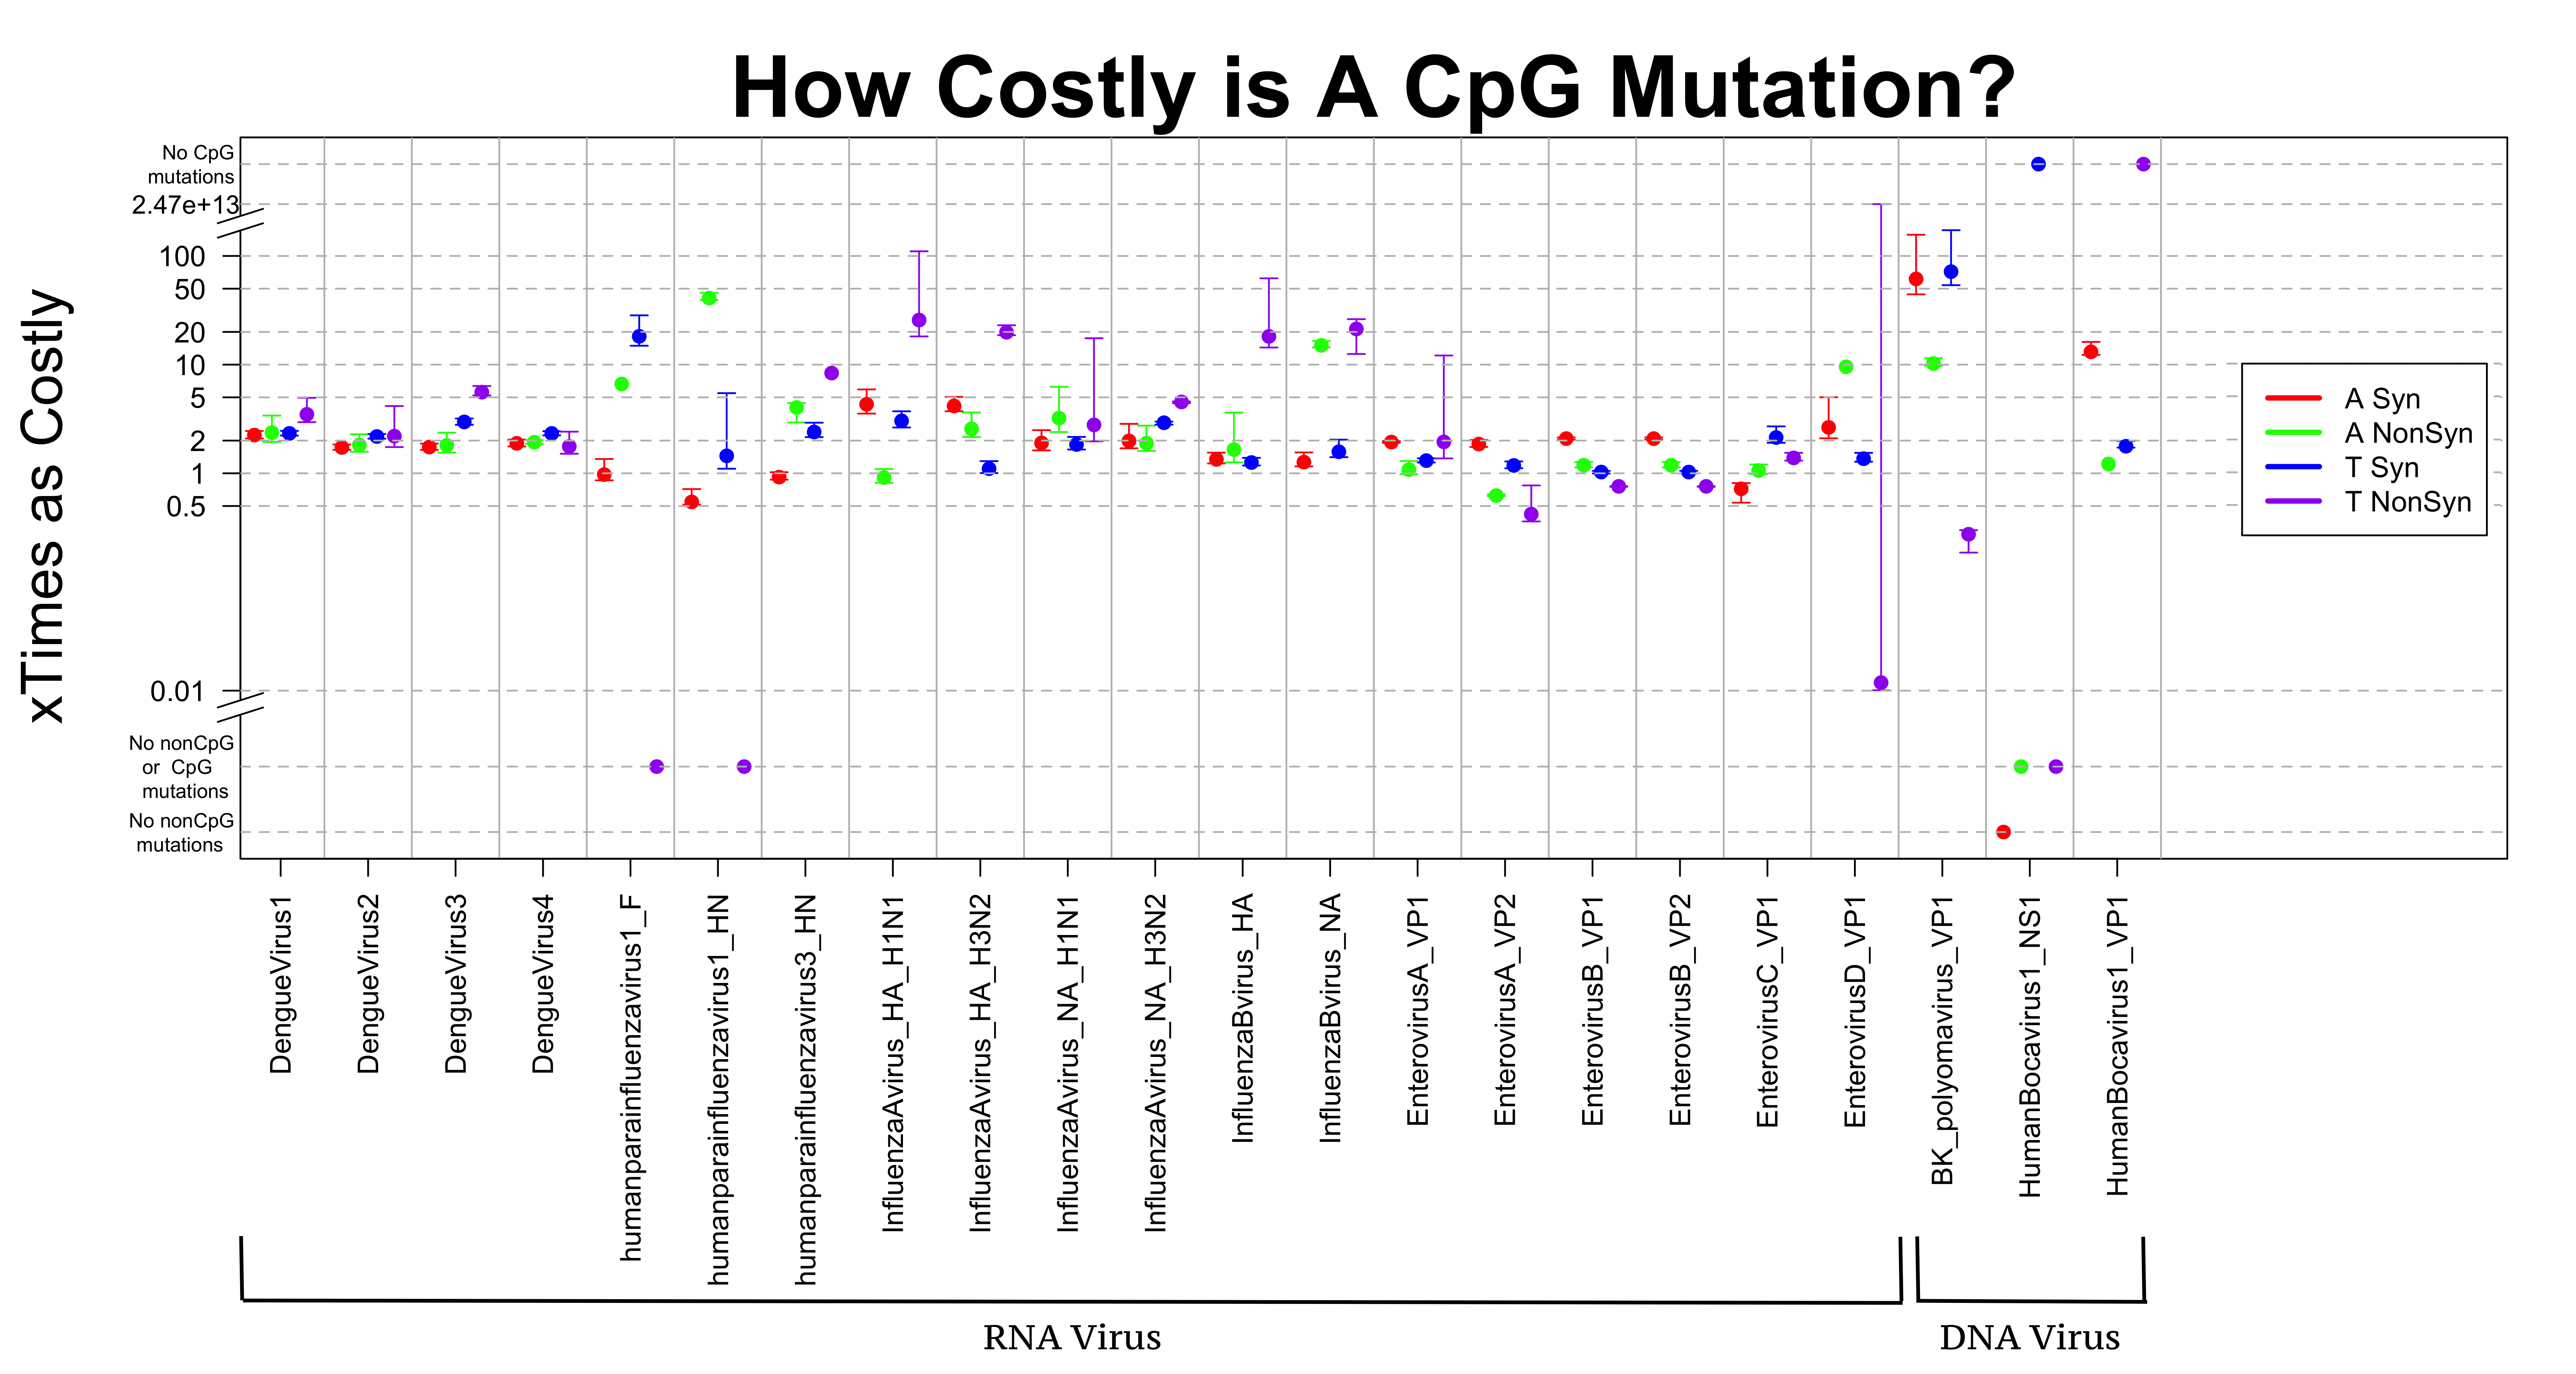 How Costly is A CpG Mutation?
xTimes as Costly
No CpG
mutations
2.47e+13
100
50
20
10
5
2
1
0.5
0.01
No nonCpG
or CpG
mutations
No nonCpG
mutations
A Syn
A NonSyn
T Syn
T NonSyn
DengueVirus1
DengueVirus2
DengueVirus3
DengueVirus4
humanparainfluenzavirus1_F
humanparainfluenzavirus1_HN
humanparainfluenzavirus3_HN
InfluenzaAvirus_HA_H1N1
InfluenzaAvirus_HA_H3N2
InfluenzaAvirus_NA_H1N1
InfluenzaAvirus_NA_H3N2
InfluenzaBvirus_HA
InfluenzaBvirus_NA
EnterovirusA_VP1
EnterovirusA_VP2
EnterovirusB_VP1
EnterovirusB_VP2
EnterovirusC_VP1
EnterovirusD_VP1
BK_polyomavirus_VP1
HumanBocavirus1_NS1
HumanBocavirus1_VP1
RNA Virus
DNA Virus